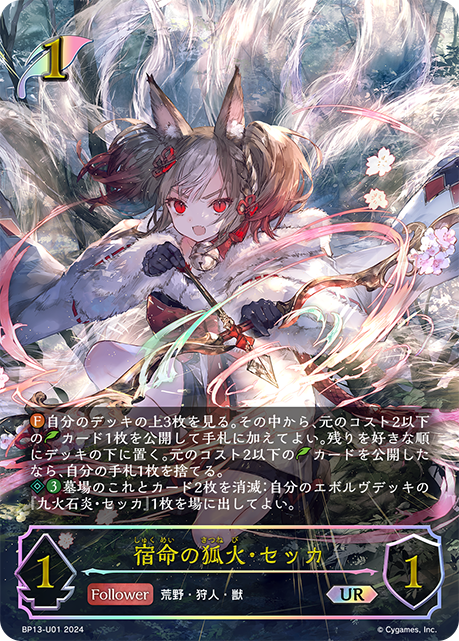 1
F 自分のデッキの上3枚を見る。その中から、元のコスト2以下
の カード1枚を公開して手札に加えてよい。残りを好きな順
にデッキの下に置く。元のコスト2以下の カードを公開した
なら、自分の手札1枚を捨てる。
3 墓場のこれとカード2枚を消滅:自分のエボルヴデッキの
『九火石炎・セッカ』1枚を場に出してよい。
しゅくめい きつねび
宿命の狐火・セッカ
1
Follower 荒野・狩人・獣 UR
1
BP13-U01 2024 © Cygames, Inc.